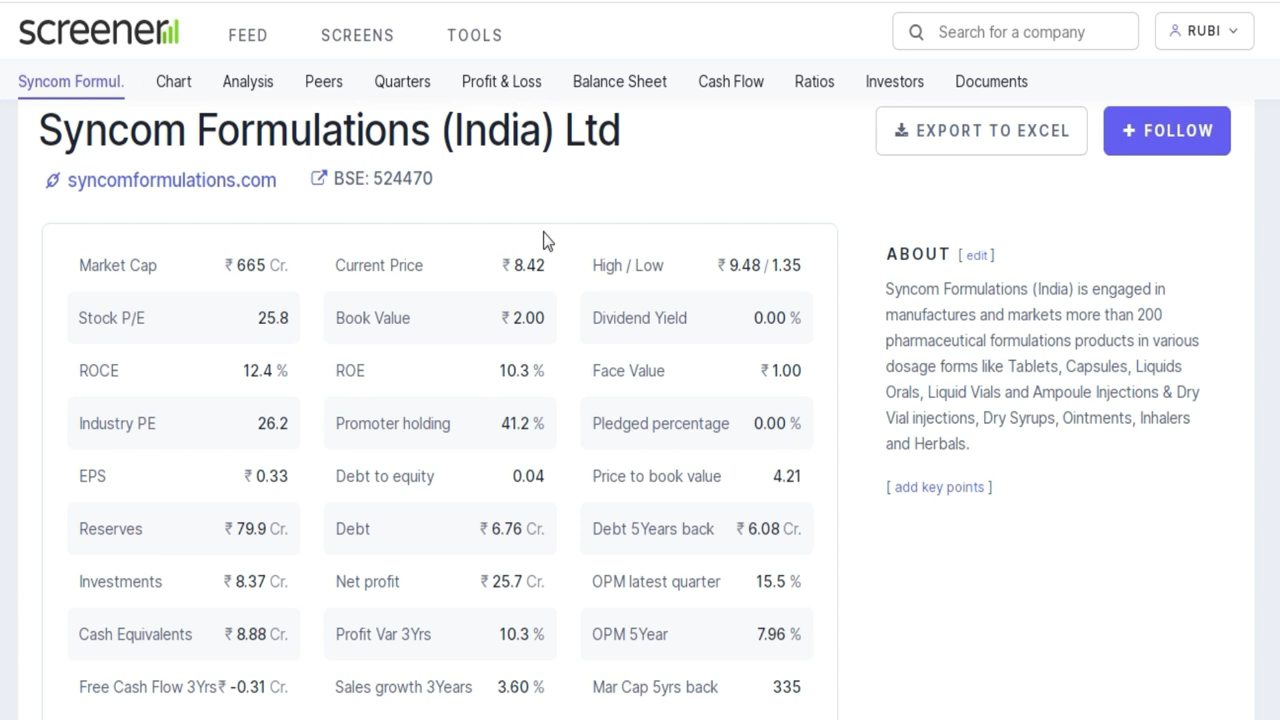 screener FEED SCREENS TOOLS Search for a company RUBI
Syncom Formul. Chart Analysis Peers Quarters Profit & Loss Balance Sheet Cash Flow Ratios Investors Documents
Syncom Formulations (India) Ltd EXPORT TO EXCEL + FOLLOW
syncomformulations.com BSE: 524470
Market Cap ₹ 665 Cr. Current Price ₹ 8.42 High / Low ₹ 9.48 / 1.35
Stock P/E 25.8 Book Value ₹ 2.00 Dividend Yield 0.00 %
ROCE 12.4 % ROE 10.3 % Face Value ₹ 1.00
Industry PE 26.2 Promoter holding 41.2 % Pledged percentage 0.00 %
EPS ₹ 0.33 Debt to equity 0.04 Price to book value 4.21
Reserves ₹ 79.9 Cr. Debt ₹ 6.76 Cr. Debt 5Years back ₹ 6.08 Cr.
Investments ₹ 8.37 Cr. Net profit ₹ 25.7 Cr. OPM latest quarter 15.5 %
Cash Equivalents ₹ 8.88 Cr. Profit Var 3Yrs 10.3 % OPM 5Year 7.96 %
Free Cash Flow 3Yrs ₹ -0.31 Cr. Sales growth 3Years 3.60 % Mar Cap 5yrs back 335
ABOUT [ edit ]
Syncom Formulations (India) is engaged in
manufactures and markets more than 200
pharmaceutical formulations products in various
dosage forms like Tablets, Capsules, Liquids
Orals, Liquid Vials and Ampoule Injections & Dry
Vial injections, Dry Syrups, Ointments, Inhalers
and Herbals.
[ add key points ]